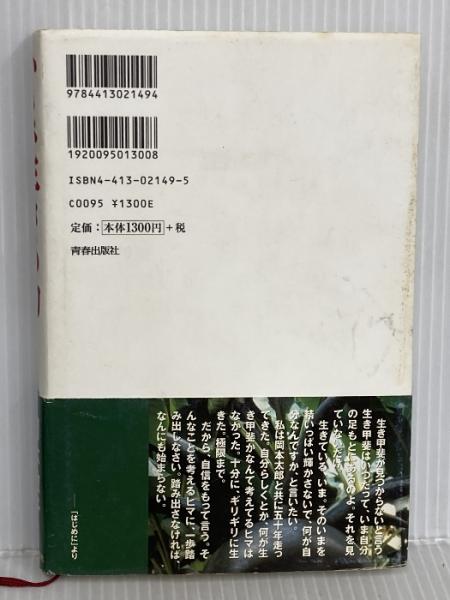 9784413021494
1920095013008
ISBN4-413-02149-5
C0095 ¥1300E
定価：本体1300円＋税
青春出版社
生き甲斐が見つからないと言う
生き甲斐はいつだって、いま自分
の足もとにあるのよ。それを見
ていないだけ。
生きている、いま。そのいまを
精いっぱい輝かさないで、何が自
分なんですか、と言いたい。
私は岡本太郎と共に五十年走っ
てきた。自分らしくとか、何が生
き甲斐かなんて考えてるヒマは
なかった。十分に、ギリギリに生
きた。極限まで。
だから、自信をもって言う。そ
んなことを考えるヒマに、一歩踏
み出しなさい。踏み出さなければ、
なんにも始まらない。
「はじめに」より